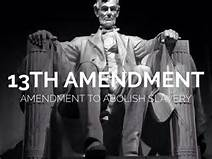 13TH AMENDMENT
AMENDMENT TO ABOLISH SLAVERY